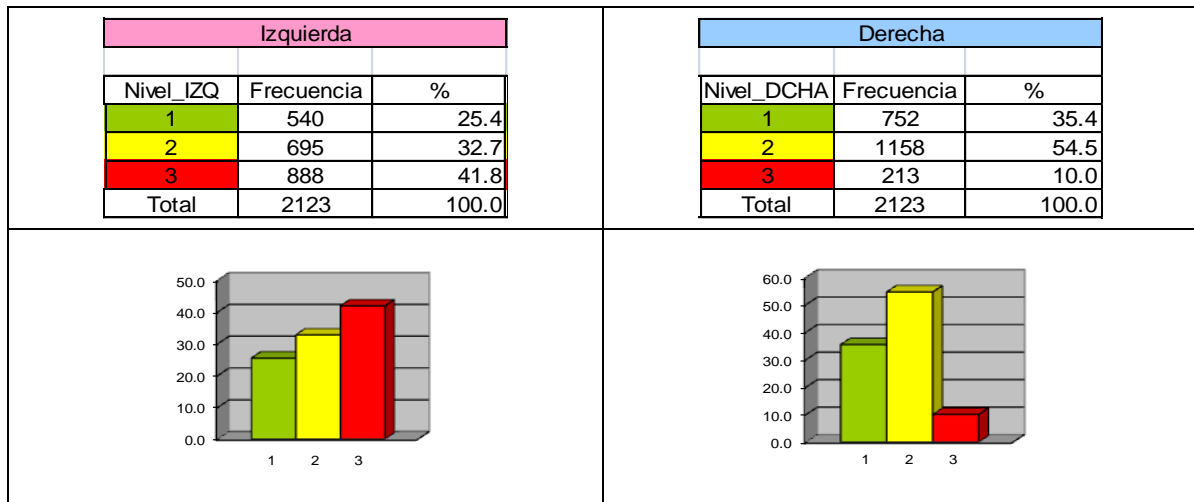 Izquierda
Nivel_IZQ Frecuencia %
1 540 25.4
2 695 32.7
3 888 41.8
Total 2123 100.0
Derecha
Nivel_DCHA Frecuencia %
1 752 35.4
2 1158 54.5
3 213 10.0
Total 2123 100.0
50.0
40.0
30.0
20.0
10.0
0.0
1 2 3
60.0
50.0
40.0
30.0
20.0
10.0
0.0
1 2 3